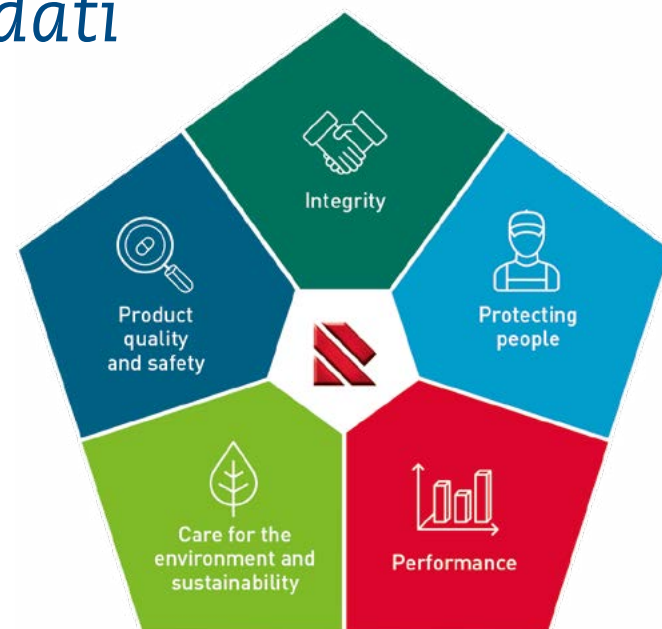 dati
Integrity
Product
quality
and safety
Protecting
people
Care for the
environment and
sustainability
Performance